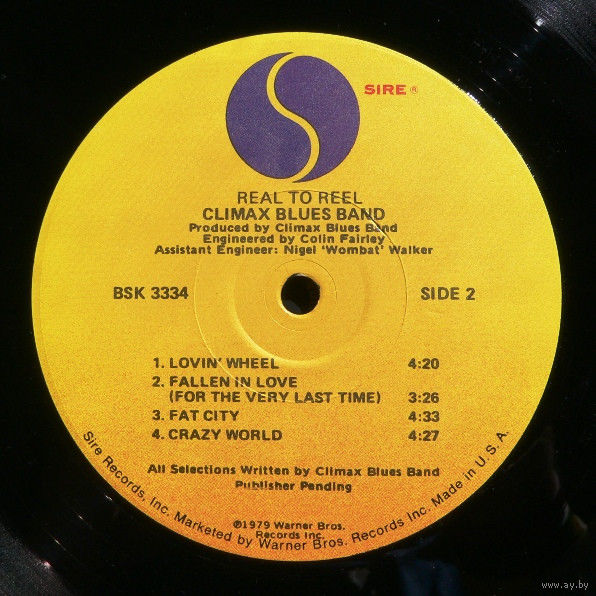 SIRE ®
REAL TO REEL
CLIMAX BLUES BAND
Produced by Climax Blues Band
Engineered by Colin Fairley
Assistant Engineer: Nigel 'Wombat' Walker
BSK 3334 SIDE 2
1. LOVIN' WHEEL 4:20
2. FALLEN IN LOVE
(FOR THE VERY LAST TIME) 3:26
3. FAT CITY 4:33
4. CRAZY WORLD 4:27
All Selections Written by Climax Blues Band
Publisher Pending
℗1979 Warner Bros.
Records Inc.
Sire Records, Inc. Marketed by Warner Bros. Records Inc. Made in U.S.A.
www.ay.by